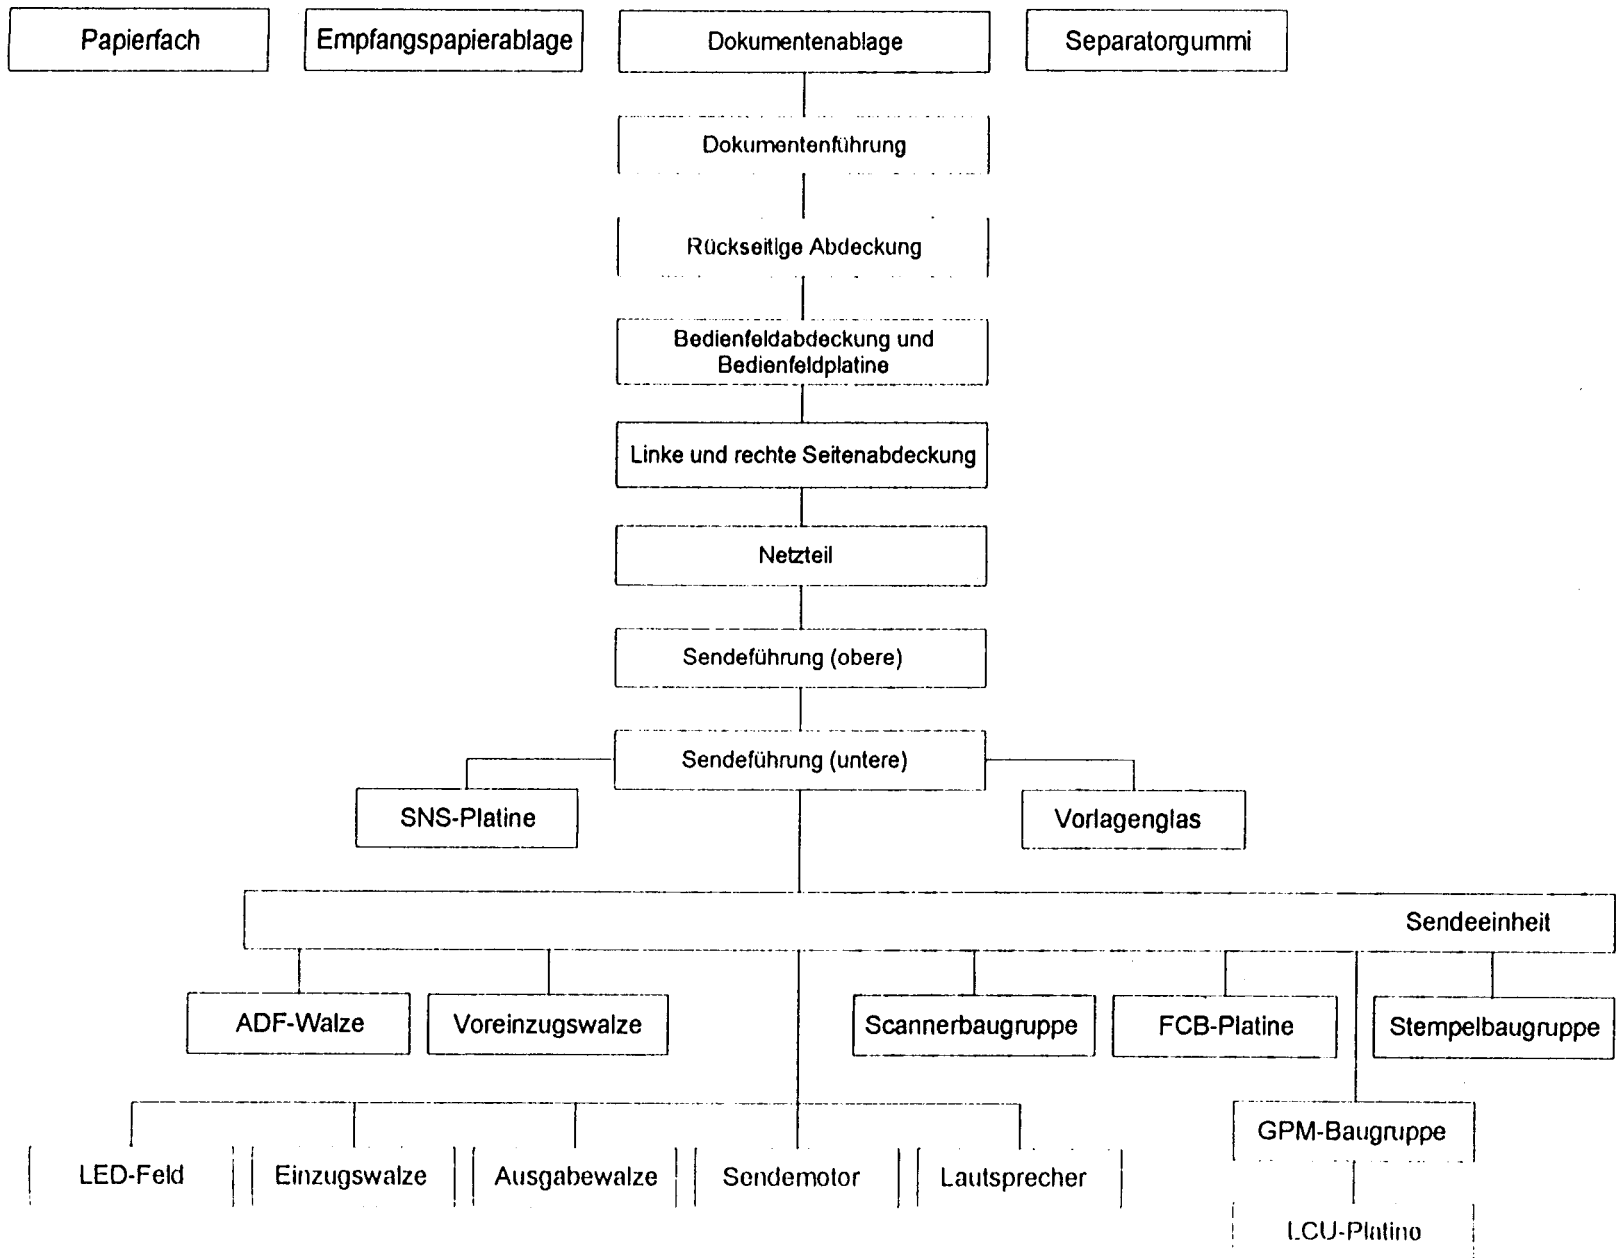 Papierfach
Empfangspapierablage
Dokumentenablage
Separatorgummi
Dokumentenführung
Rückseitige Abdeckung
Bedienfeldabdeckung und
Bedienfeldplatine
Linke und rechte Seitenabdeckung
Netzteil
Sendeführung (obere)
Sendeführung (untere)
SNS-Platine
Vorlagenglas
Sendeeinheit
ADF-Walze
Voreinzugswalze
Scannerbaugruppe
FCB-Platine
Stempelbaugruppe
GPM-Baugruppe
LED-Feld
Einzugswalze
Ausgabewalze
Sendemotor
Lautsprecher
LCU-Platine